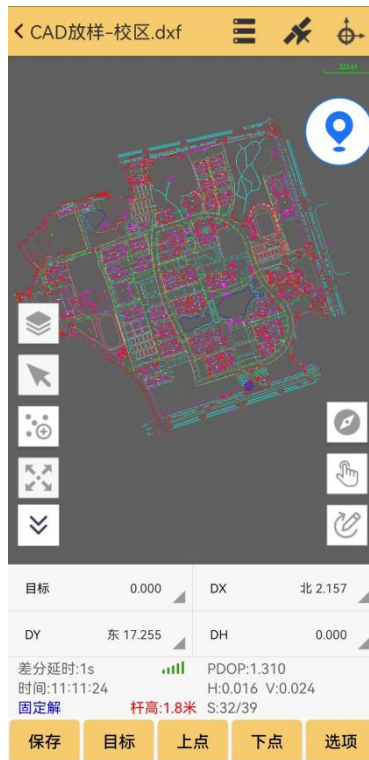 CAD放样-校区.dxf
223.41
目标 0.000 DX 北 2.157
DY 东 17.255 DH 0.000
差分延时:1s PDOP:1.310
时间:11:11:24 H:0.016 V:0.024
固定解 杆高:1.8米 S:32/39
保存 目标 上点 下点 选项